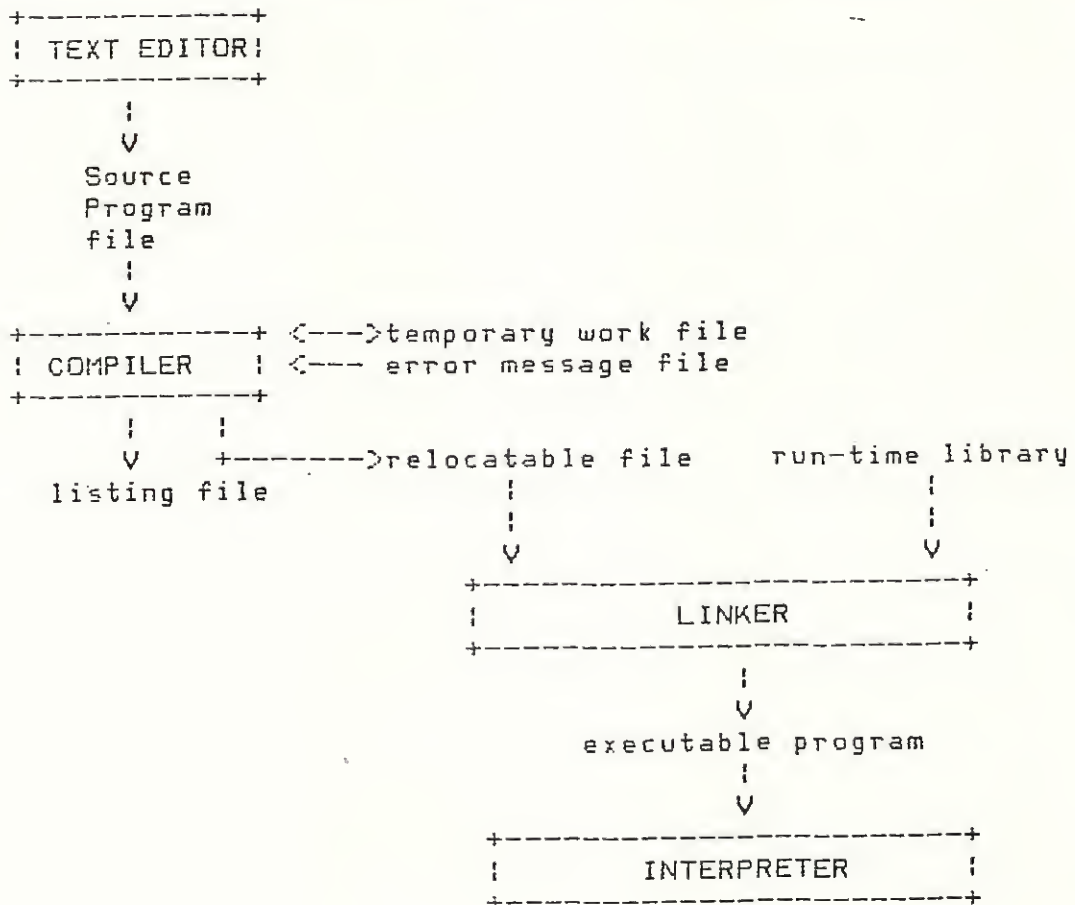 TEXT EDITOR
Source
Program
file
COMPILER
<--->temporary work file
<--- error message file
listing file
+------->relocatable file
run-time library
LINKER
executable program
INTERPRETER